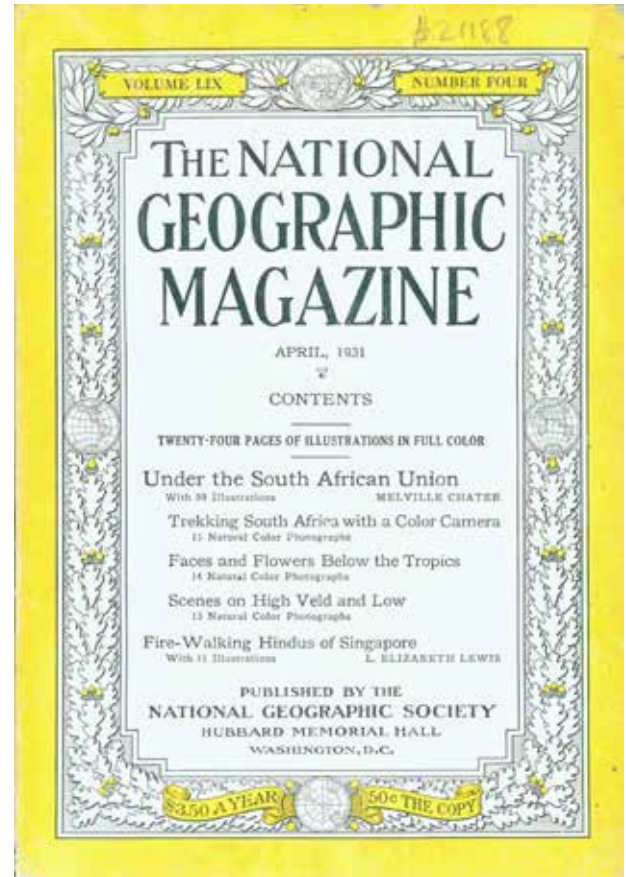 VOLUME LIX
NUMBER FOUR
THE NATIONAL
GEOGRAPHIC
MAGAZINE
APRIL, 1931
CONTENTS
TWENTY-FOUR PAGES OF ILLUSTRATIONS IN FULL COLOR
Under the South African Union
With Illustrations MELVILLE CHATER
Trekking South Africa with a Color Camera
Natural Color Photographs
Faces and Flowers Below the Tropics
14 Natural Color Photographs
Scenes on High Veld and Low
13 Natural Color Photographs
Fire-Walking Hindus of Singapore
With 11 Illustrations L. ELIZABETH LEWIS
PUBLISHED BY THE
NATIONAL GEOGRAPHIC SOCIETY
HUBBARD MEMORIAL HALL
WASHINGTON, D.C.
$3.50 A YEAR
50¢ THE COPY